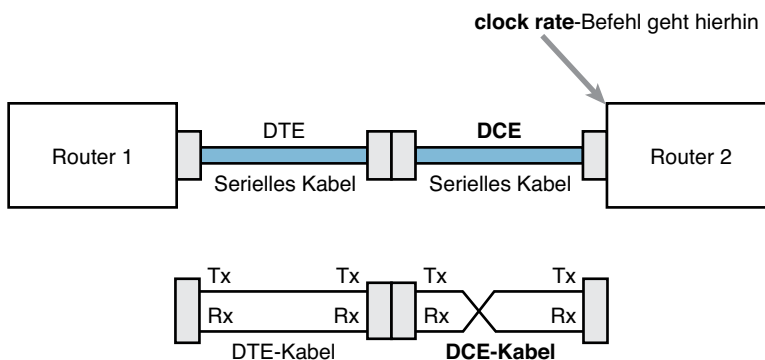 clock rate-Befehl geht hierhin
DTE
DCE
Router 1
Router 2
Serielles Kabel
Serielles Kabel
Tx
Tx
Tx
Tx
Rx
Rx
Rx
Rx
DTE-Kabel
DCE-Kabel